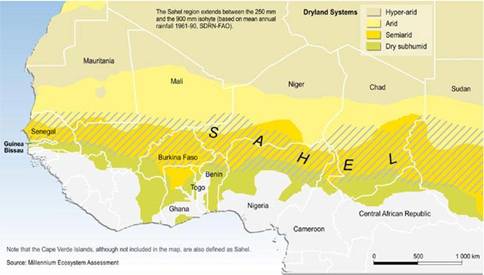 The Sahel region extends between the 250 mm
and the 900 mm isohyte (based on mean annual
rainfall 1961-90, SDRN-FAO).
Dryland Systems
Hyper-arid
Arid
Semiarid
Dry subhumid
Mauritania
Mali
Niger
Chad
Sudan
Senegal
SAHEL
Guinea
Bissau
Burkina Faso
Benin
Togo
Ghana
Nigeria
Central African Republic
Cameroon
Note that the Cape Verde Islands, although not included in the map, are also defined as Sahel.
Source: Millennium Ecosystem Assessment
0 500 1 000 km